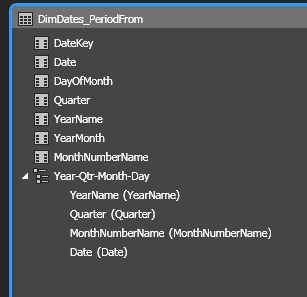 DimDates_PeriodFrom
DateKey
Date
DayOfMonth
Quarter
YearName
YearMonth
MonthNumberName
Year-Qtr-Month-Day
YearName (YearName)
Quarter (Quarter)
MonthNumberName (MonthNumberName)
Date (Date)